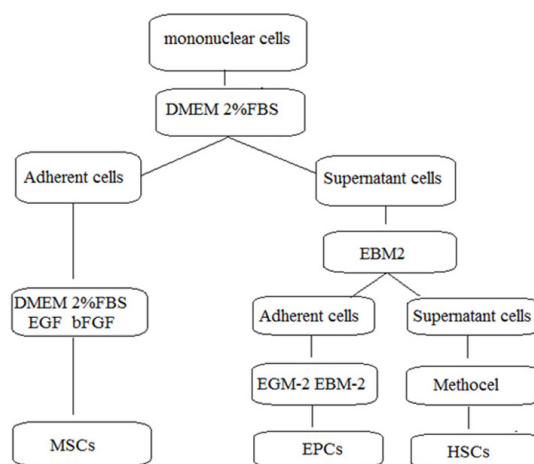 mononuclear cells
DMEM 2%FBS
Adherent cells
Supernatant cells
EBM2
DMEM 2%FBS
EGF bFGF
Adherent cells
Supernatant cells
EGM-2 EBM-2
Methocel
MSCs
EPCs
HSCs